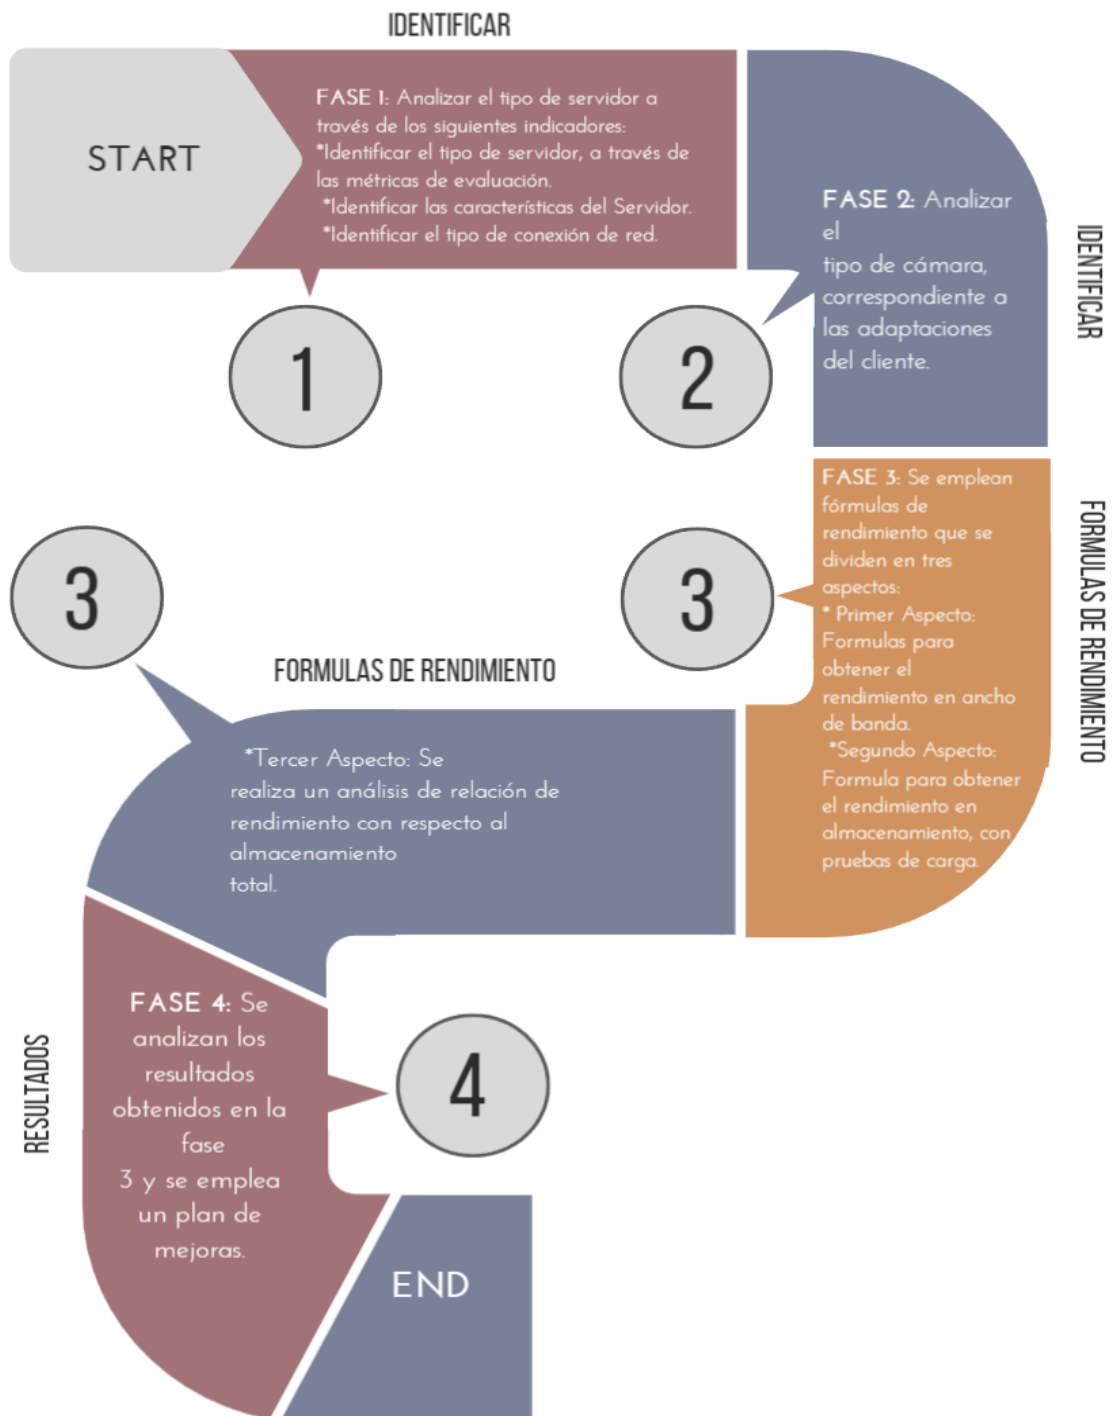 IDENTIFICAR
START
FASE 1: Analizar el tipo de servidor a
través de los siguientes indicadores:
*Identificar el tipo de servidor, a través de
las métricas de evaluación.
*Identificar las características del Servidor.
*Identificar el tipo de conexión de red.
1
FASE 2: Analizar
el
tipo de cámara,
correspondiente a
las adaptaciones
del cliente.
IDENTIFICAR
2
FASE 3: Se emplean
fórmulas de
rendimiento que se
dividen en tres
aspectos:
* Primer Aspecto:
Formulas para
obtener el
rendimiento en ancho
de banda.
*Segundo Aspecto:
Formula para obtener
el rendimiento en
almacenamiento, con
pruebas de carga.
FORMULAS DE RENDIMIENTO
3
3
FORMULAS DE RENDIMIENTO
*Tercer Aspecto: Se
realiza un análisis de relación de
rendimiento con respecto al
almacenamiento
total.
FASE 4: Se
analizan los
resultados
obtenidos en la
fase
3 y se emplea
un plan de
mejoras.
RESULTADOS
4
END